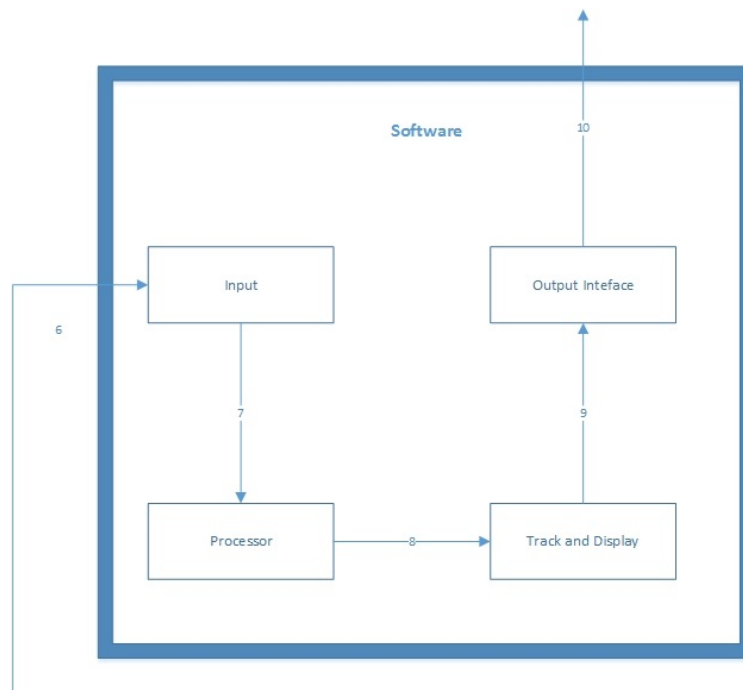 10
Software
Input
Output Inteface
6
7
9
Processor
8
Track and Display